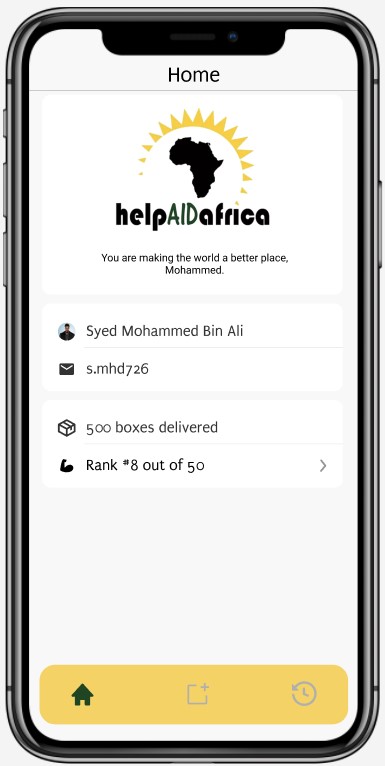 Home
helpAIDafrica
You are making the world a better place,
Mohammed.
Syed Mohammed Bin Ali
s.mhd726
500 boxes delivered
Rank #8 out of 50